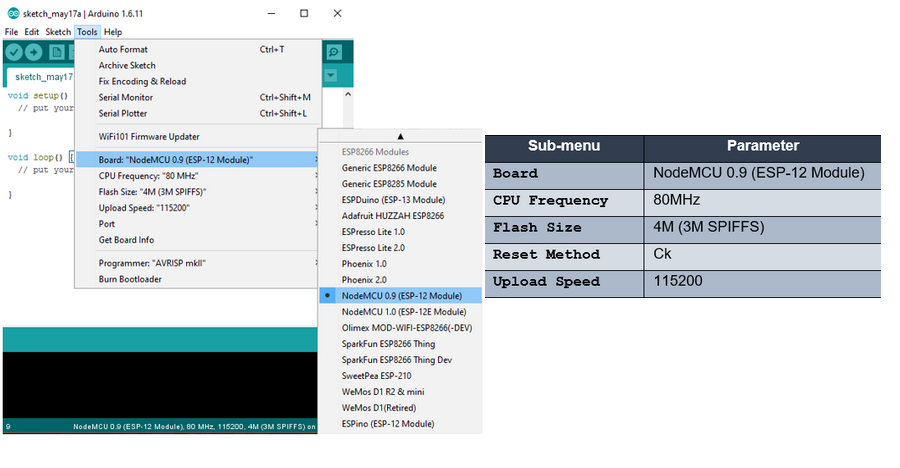 sketch_may17a | Arduino 1.6.11
File Edit Sketch Tools Help
sketch_may17
void setup()
// put your
}
void loop() {
// put your
}
Auto Format Ctrl+T
Archive Sketch
Fix Encoding & Reload
Serial Monitor Ctrl+Shift+M
Serial Plotter Ctrl+Shift+L
WiFi101 Firmware Updater
Board: "NodeMCU 0.9 (ESP-12 Module)"
CPU Frequency: "80 MHz"
Flash Size: "4M (3M SPIFFS)"
Upload Speed: "115200"
Port
Get Board Info
Programmer: "AVRISP mkII"
Burn Bootloader
ESP8266 Modules
Generic ESP8266 Module
Generic ESP8285 Module
ESPDuino (ESP-13 Module)
Adafruit HUZZAH ESP8266
ESPresso Lite 1.0
ESPresso Lite 2.0
Phoenix 1.0
Phoenix 2.0
NodeMCU 0.9 (ESP-12 Module)
NodeMCU 1.0 (ESP-12E Module)
Olimex MOD-WIFI-ESP8266(-DEV)
SparkFun ESP8266 Thing
SparkFun ESP8266 Thing Dev
SweetPea ESP-210
WeMos D1 R2 & mini
WeMos D1(Retired)
ESPino (ESP-12 Module)
9 NodeMCU 0.9 (ESP-12 Module), 80 MHz, 115200, 4M (3M SPIFFS) on
Sub-menu Parameter
Board NodeMCU 0.9 (ESP-12 Module)
CPU Frequency 80MHz
Flash Size 4M (3M SPIFFS)
Reset Method Ck
Upload Speed 115200